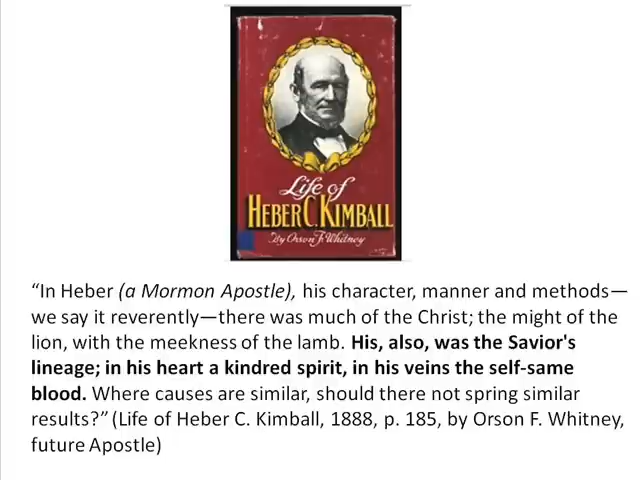 Life of
HEBER C. KIMBALL
By Orson F. Whitney
“In Heber (a Mormon Apostle), his character, manner and methods—
we say it reverently—there was much of the Christ; the might of the
lion, with the meekness of the lamb. His, also, was the Savior's
lineage; in his heart a kindred spirit, in his veins the self-same
blood. Where causes are similar, should there not spring similar
results?” (Life of Heber C. Kimball, 1888, p. 185, by Orson F. Whitney,
future Apostle)